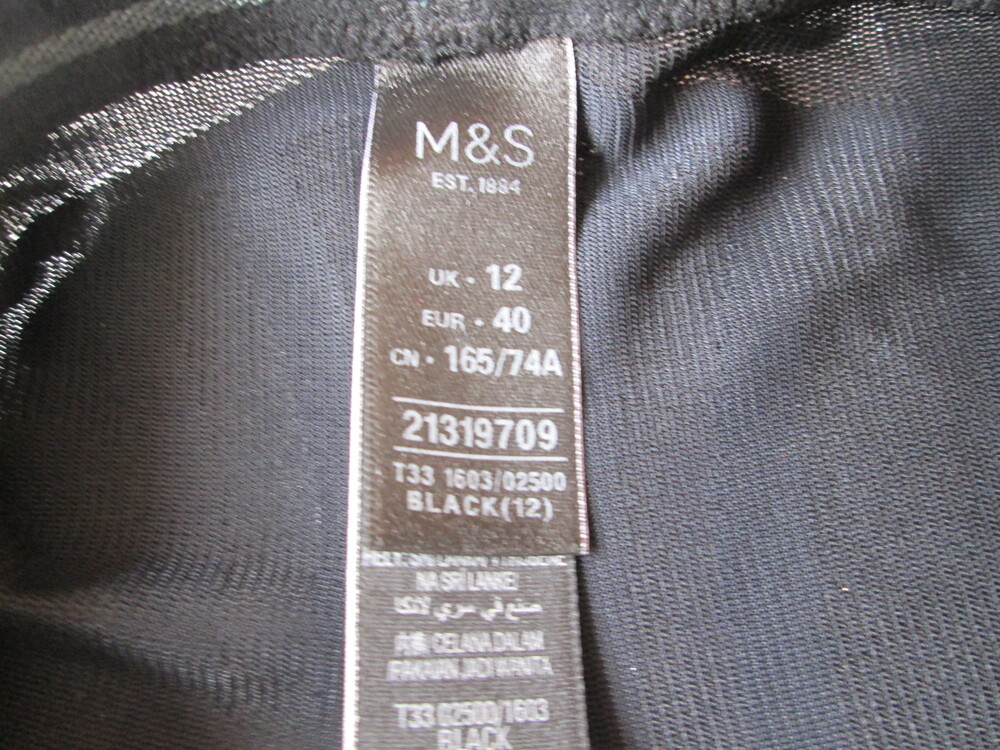 M&S
EST. 1884
UK · 12
EUR · 40
CN · 165/74A
21319709
T33 1603/02500
BLACK(12)
NA SRÍ LANKE/
صنع في سري لانكا
CELANA DALAM
PAKAIAN JADI WANITA
T33 02500/1603
BLACK